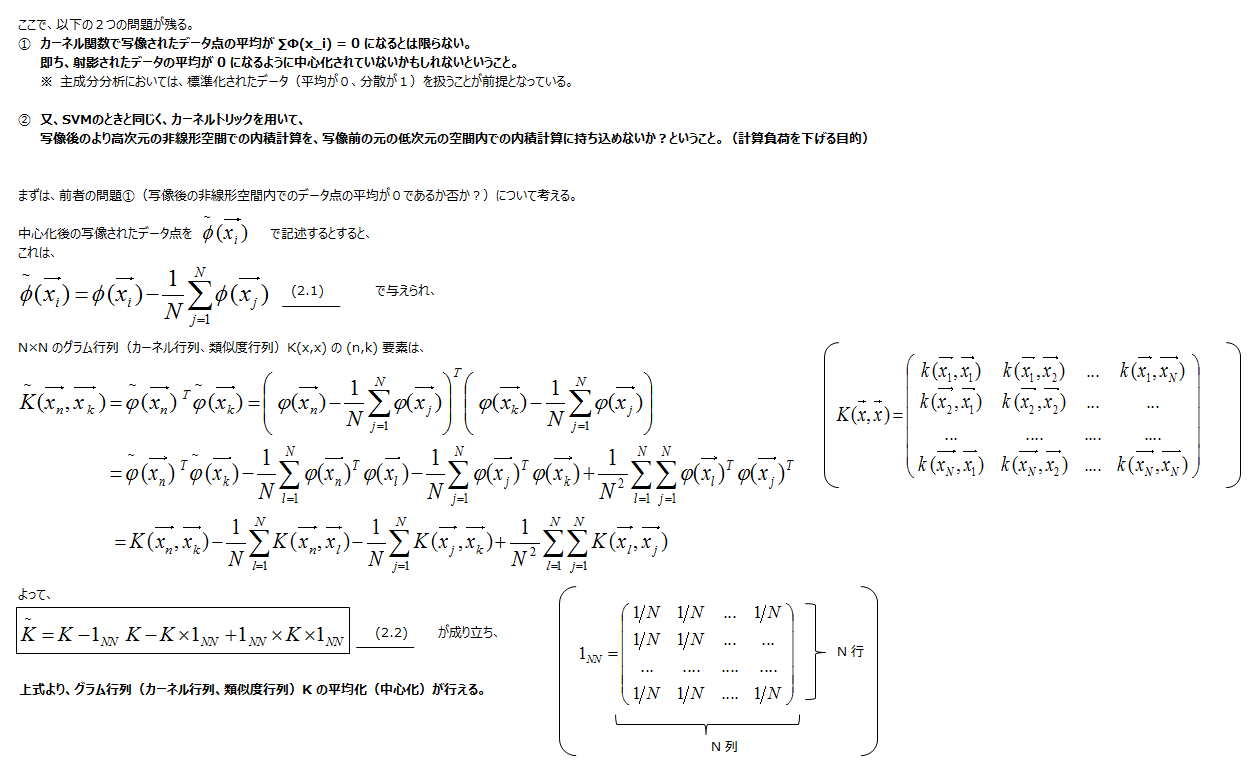 ここで、以下の2つの問題が残る。
① カーネル関数で写像されたデータ点の平均が ∑Φ(x_i) = 0 になるとは限らない。
即ち、射影されたデータの平均が 0 になるように中心化されていないかもしれないということ。
※ 主成分分析においては、標準化されたデータ(平均が0、分散が1)を扱うことが前提となっている。
② 又、SVMのときと同じく、カーネルトリックを用いて、
写像後のより高次元の非線形空間での内積計算を、写像前の元の低次元の空間内での内積計算に持ち込めないか?ということ。(計算負荷を下げる目的)
まずは、前者の問題①(写像後の非線形空間内でのデータ点の平均が0であるか否か?)について考える。
中心化後の写像されたデータ点を $\tilde{\phi}(\vec{x_i})$ で記述するとすると、
これは、
$\tilde{\phi}(\vec{x_i}) = \phi(\vec{x_i}) - \frac{1}{N}\sum_{j=1}^{N}\phi(\vec{x_j})$ (2.1) で与えられ、
N×N のグラム行列(カーネル行列、類似度行列)K(x,x) の (n,k) 要素は、
$\tilde{K}(\vec{x_n},\vec{x_k}) = \tilde{\varphi}(\vec{x_n})^T \tilde{\varphi}(\vec{x_k}) = \left( \varphi(\vec{x_n}) - \frac{1}{N}\sum_{j=1}^{N}\varphi(\vec{x_j}) \right)^T \left( \varphi(\vec{x_k}) - \frac{1}{N}\sum_{j=1}^{N}\varphi(\vec{x_j}) \right)$
$= \tilde{\varphi}(\vec{x_n})^T \tilde{\varphi}(\vec{x_k}) - \frac{1}{N}\sum_{l=1}^{N}\varphi(\vec{x_n})^T \varphi(\vec{x_l}) - \frac{1}{N}\sum_{j=1}^{N}\varphi(\vec{x_j})^T \varphi(\vec{x_k}) + \frac{1}{N^2}\sum_{l=1}^{N}\sum_{j=1}^{N}\varphi(\vec{x_l})^T \varphi(\vec{x_j})^T$
$= K(\vec{x_n},\vec{x_k}) - \frac{1}{N}\sum_{l=1}^{N}K(\vec{x_n},\vec{x_l}) - \frac{1}{N}\sum_{j=1}^{N}K(\vec{x_j},\vec{x_k}) + \frac{1}{N^2}\sum_{l=1}^{N}\sum_{j=1}^{N}K(\vec{x_l},\vec{x_j})$
$K(\vec{x},\vec{x}) = \begin{pmatrix} k(\vec{x_1},\vec{x_1}) & k(\vec{x_1},\vec{x_2}) & ... & k(\vec{x_1},\vec{x_N}) \\ k(\vec{x_2},\vec{x_1}) & k(\vec{x_2},\vec{x_2}) & ... & ... \\ ... & .... & .... & .... \\ k(\vec{x_N},\vec{x_1}) & k(\vec{x_N},\vec{x_2}) & .... & k(\vec{x_N},\vec{x_N}) \end{pmatrix}$
よって、
$\tilde{K} = K - 1_{NN} K - K \times 1_{NN} + 1_{NN} \times K \times 1_{NN}$ (2.2) が成り立ち、
上式より、グラム行列(カーネル行列、類似度行列)K の平均化(中心化)が行える。
$1_{NN} = \begin{pmatrix} 1/N & 1/N & ... & 1/N \\ 1/N & 1/N & ... & ... \\ ... & .... & .... & .... \\ 1/N & 1/N & .... & 1/N \end{pmatrix}$
N 行
N 列